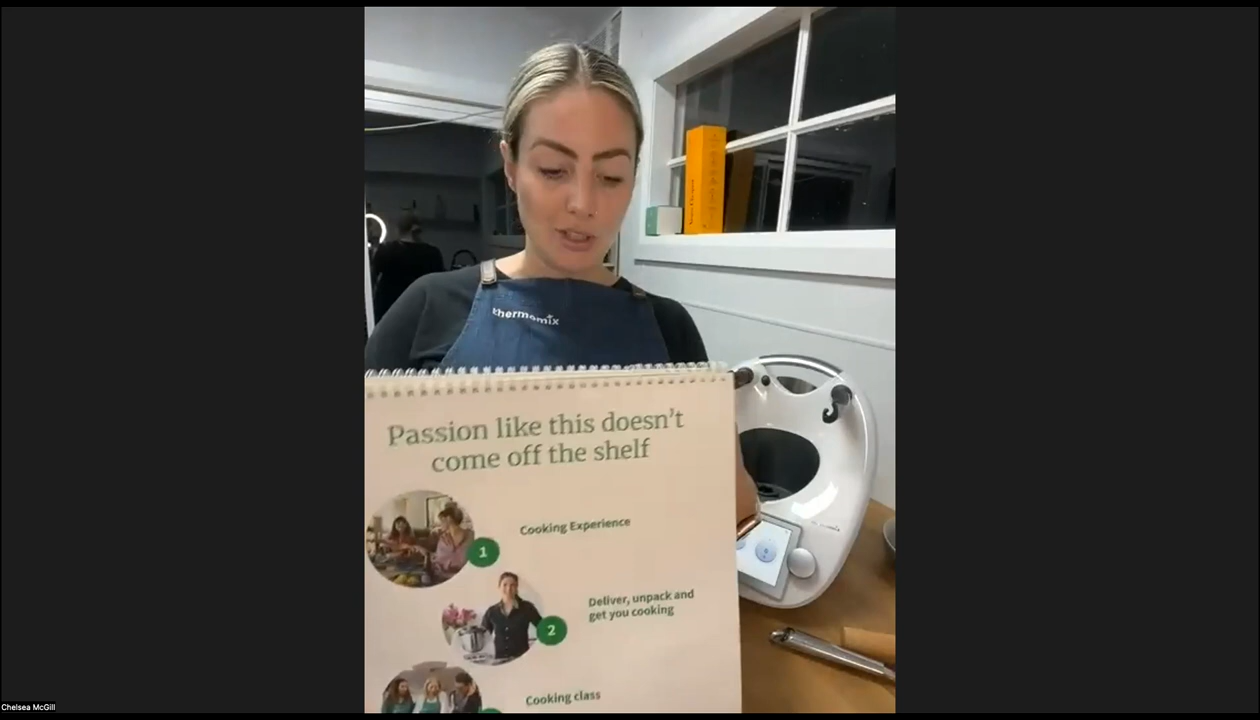 thermomix
Passion like this doesn't
come off the shelf
1
Cooking Experience
2
Deliver, unpack and
get you cooking
Cooking class
Chelsea McGill